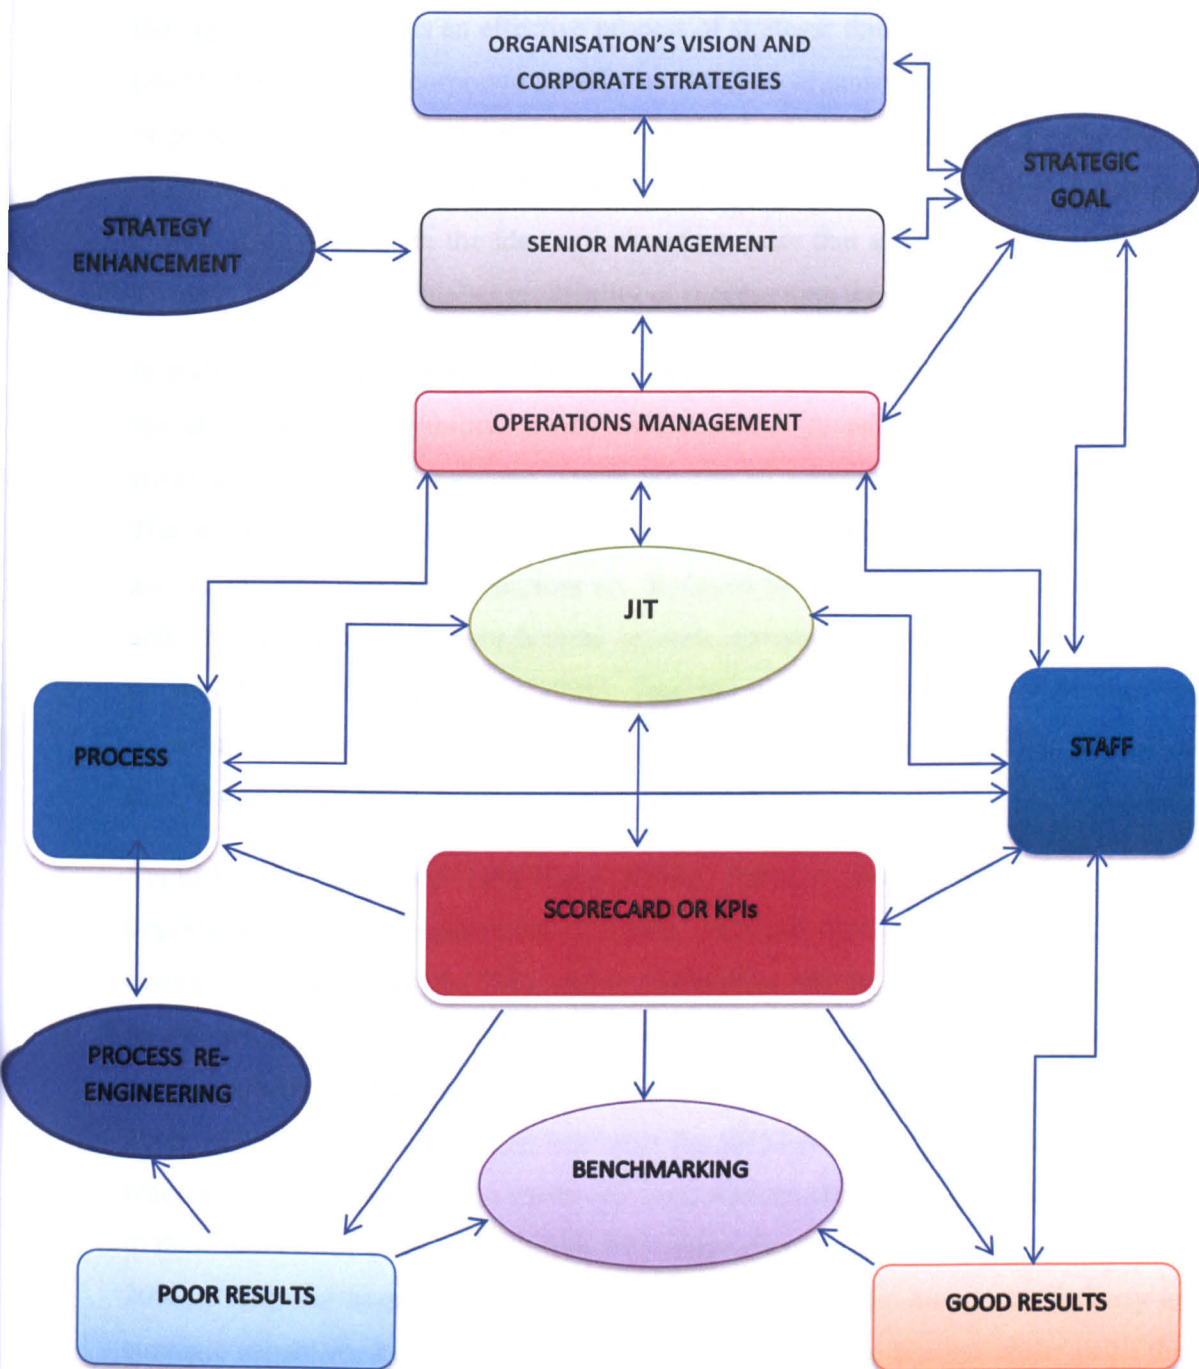 ORGANISATION'S VISION AND
CORPORATE STRATEGIES
STRATEGIC
GOAL
STRATEGY
ENHANCEMENT
SENIOR MANAGEMENT
OPERATIONS MANAGEMENT
JIT
PROCESS
STAFF
SCORECARD OR KPIs
PROCESS RE-
ENGINEERING
BENCHMARKING
POOR RESULTS
GOOD RESULTS